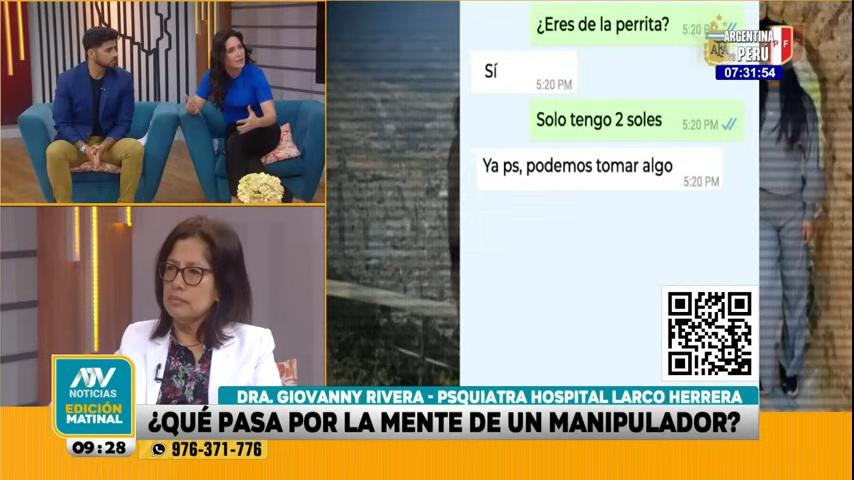 ¿Eres de la perrita?
5:20 PM
Sí
5:20 PM
Solo tengo 2 soles
5:20 PM
Ya ps, podemos tomar algo
5:20 PM
ARGENTINA
PERÚ
07:31:54
DRA. GIOVANNY RIVERA - PSQUIATRA HOSPITAL LARCO HERRERA
¿QUÉ PASA POR LA MENTE DE UN MANIPULADOR?
ATV
NOTICIAS
EDICIÓN
MATINAL
09:28
976-371-776